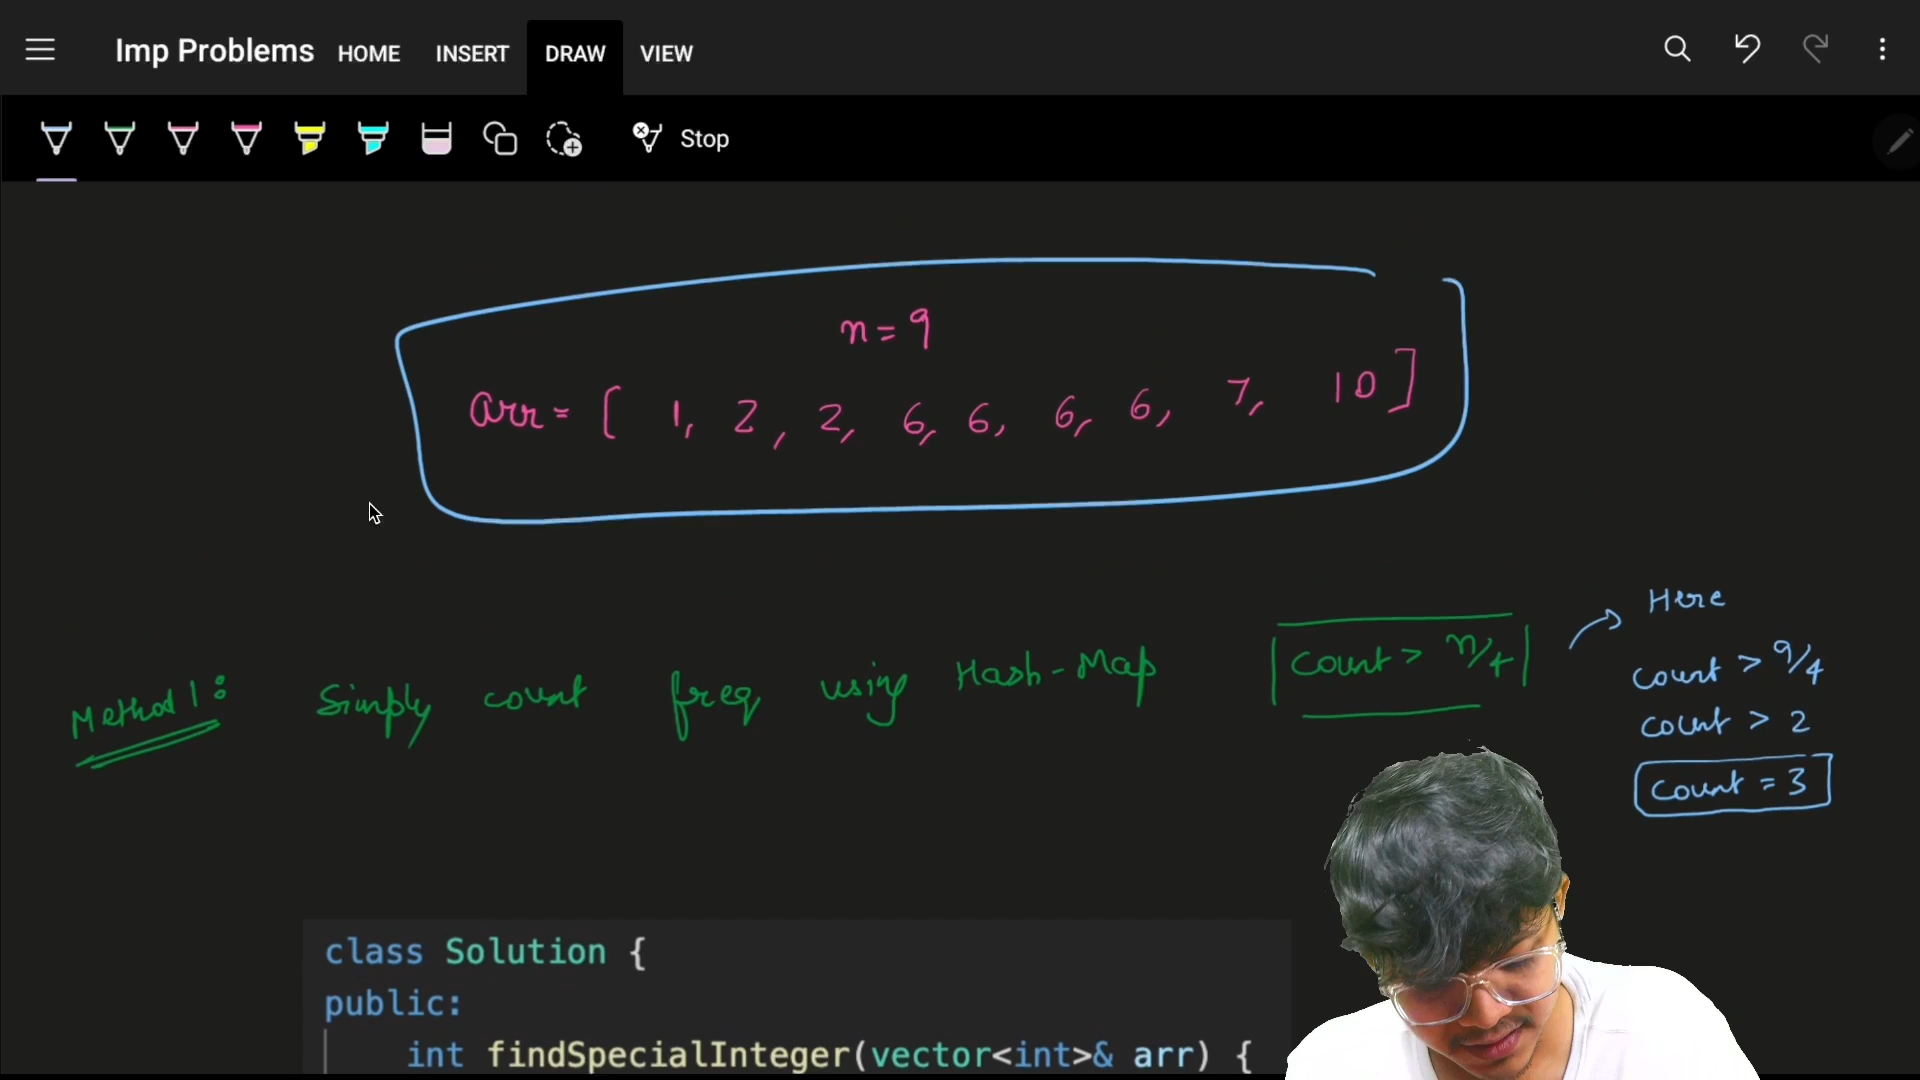 Imp Problems HOME INSERT DRAW VIEW
Stop
n = 9
arr = [ 1, 2, 2, 6, 6, 6, 6, 7, 10 ]
Method 1: Simply count freq using Hash-Map count > n/4
Here
count > 9/4
count > 2
count = 3
class Solution {
public:
int findSpecialInteger(vector<int>& arr) {